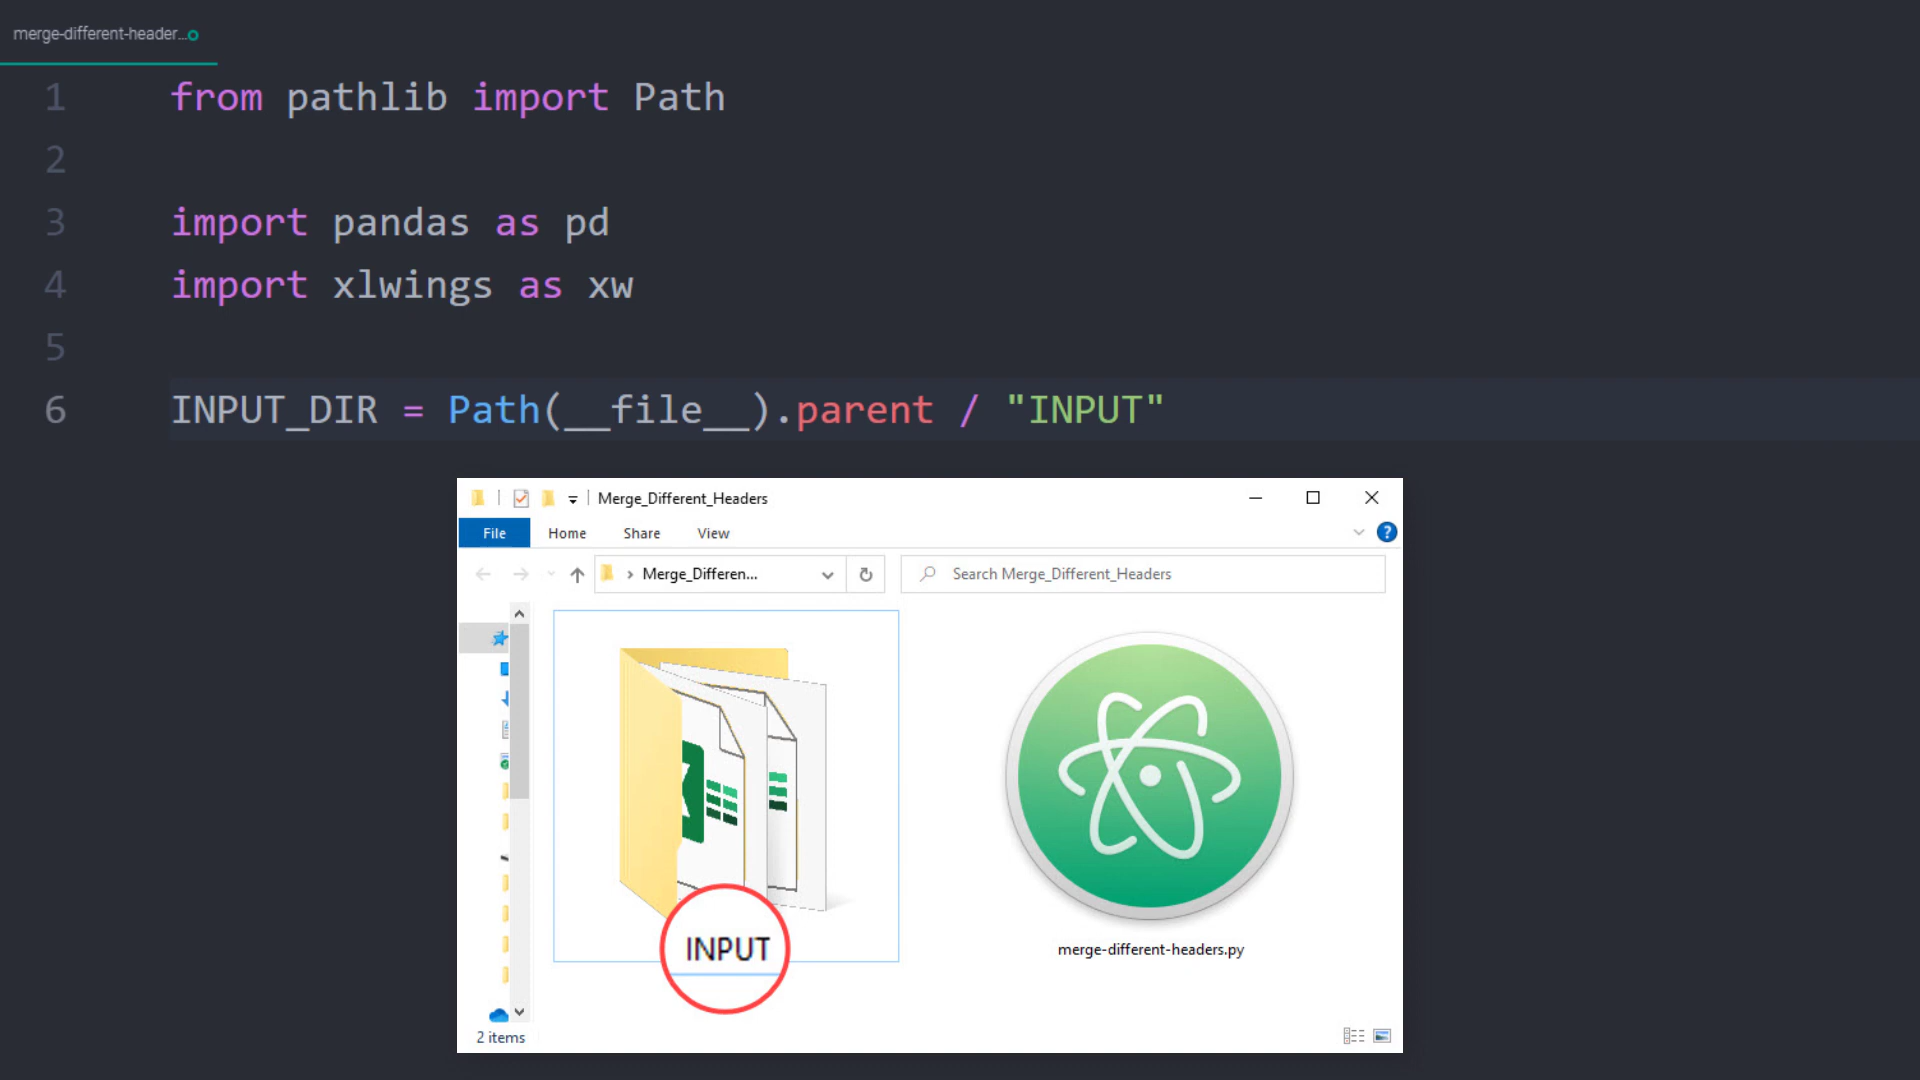 merge-different-header...
1 from pathlib import Path
2
3 import pandas as pd
4 import xlwings as xw
5
6 INPUT_DIR = Path(__file__).parent / "INPUT"
Merge_Different_Headers
File Home Share View
Merge_Differen... Search Merge_Different_Headers
INPUT merge-different-headers.py
2 items